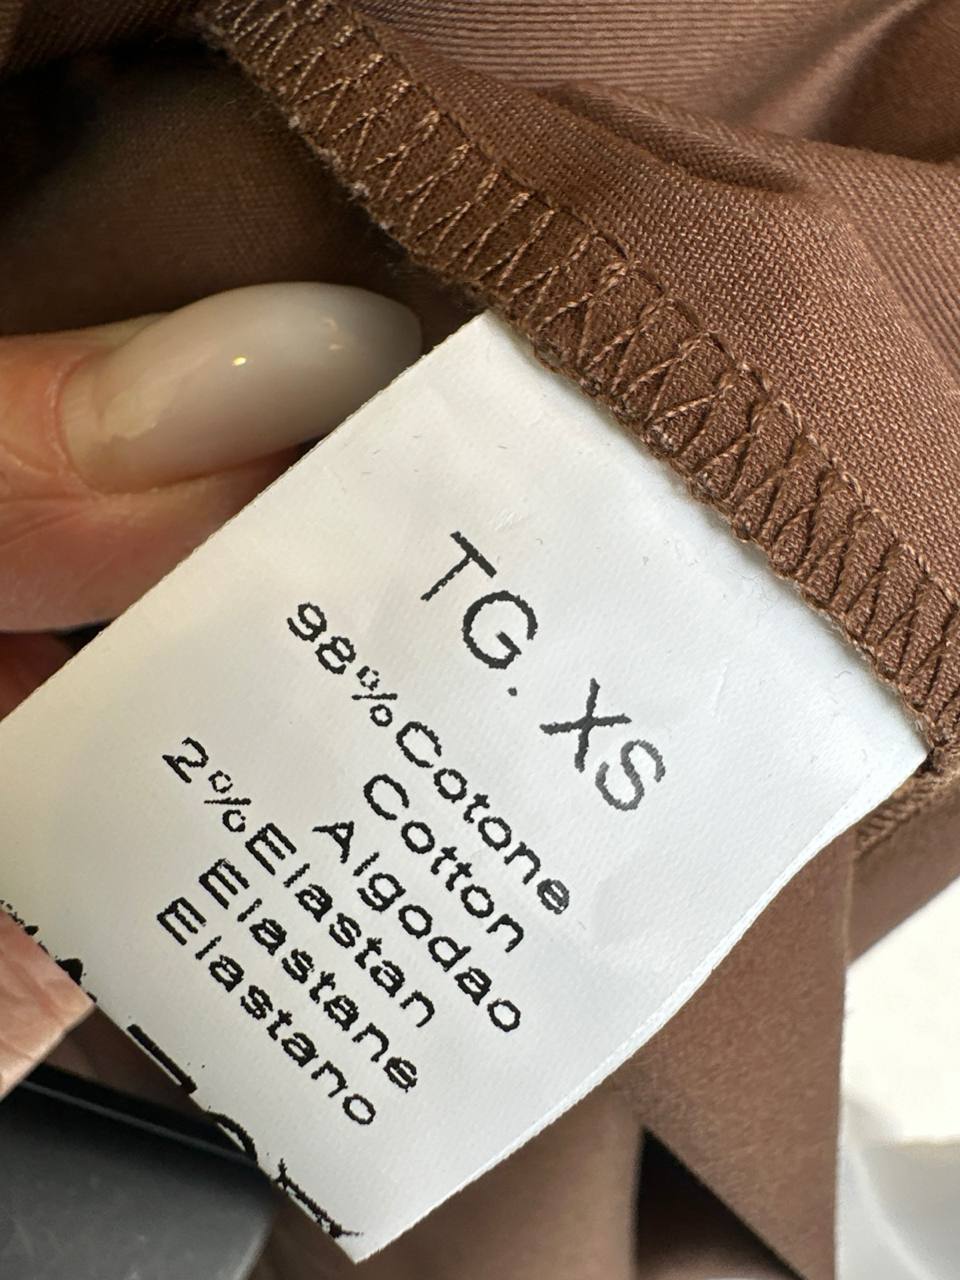 TG. XS
98%Cotone
Cotton
Algodao
2%Elastan
Elastane
Elastano